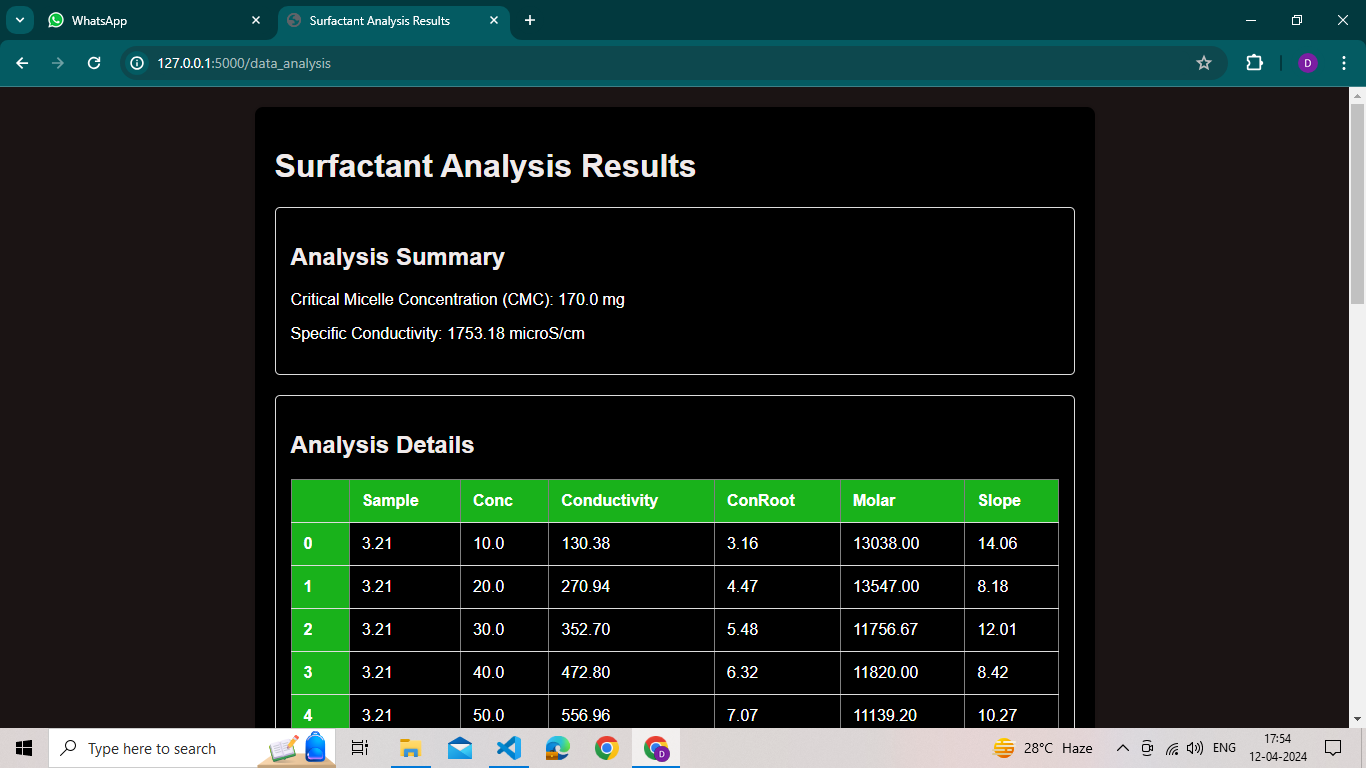 WhatsApp
Surfactant Analysis Results
127.0.0.1:5000/data_analysis
D
Surfactant Analysis Results
Analysis Summary
Critical Micelle Concentration (CMC): 170.0 mg
Specific Conductivity: 1753.18 microS/cm
Analysis Details
Sample Conc Conductivity ConRoot Molar Slope
0 3.21 10.0 130.38 3.16 13038.00 14.06
1 3.21 20.0 270.94 4.47 13547.00 8.18
2 3.21 30.0 352.70 5.48 11756.67 12.01
3 3.21 40.0 472.80 6.32 11820.00 8.42
4 3.21 50.0 556.96 7.07 11139.20 10.27
Type here to search
D
28°C Haze
ENG
17:54
12-04-2024